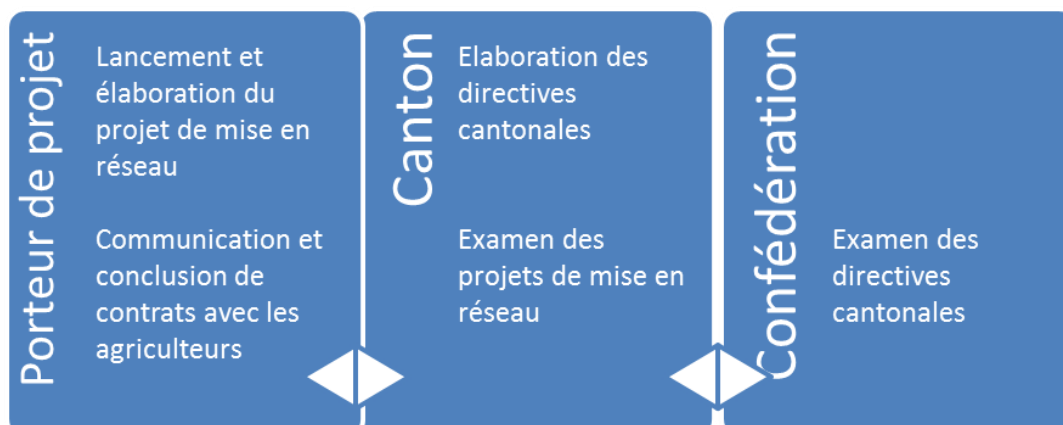 Porteur de projet
Lancement et
élaboration du
projet de mise en
réseau
Communication et
conclusion de
contrats avec les
agriculteurs
Canton
Elaboration des
directives
cantonales
Examen des
projets de mise en
réseau
Confédération
Examen des
directives
cantonales